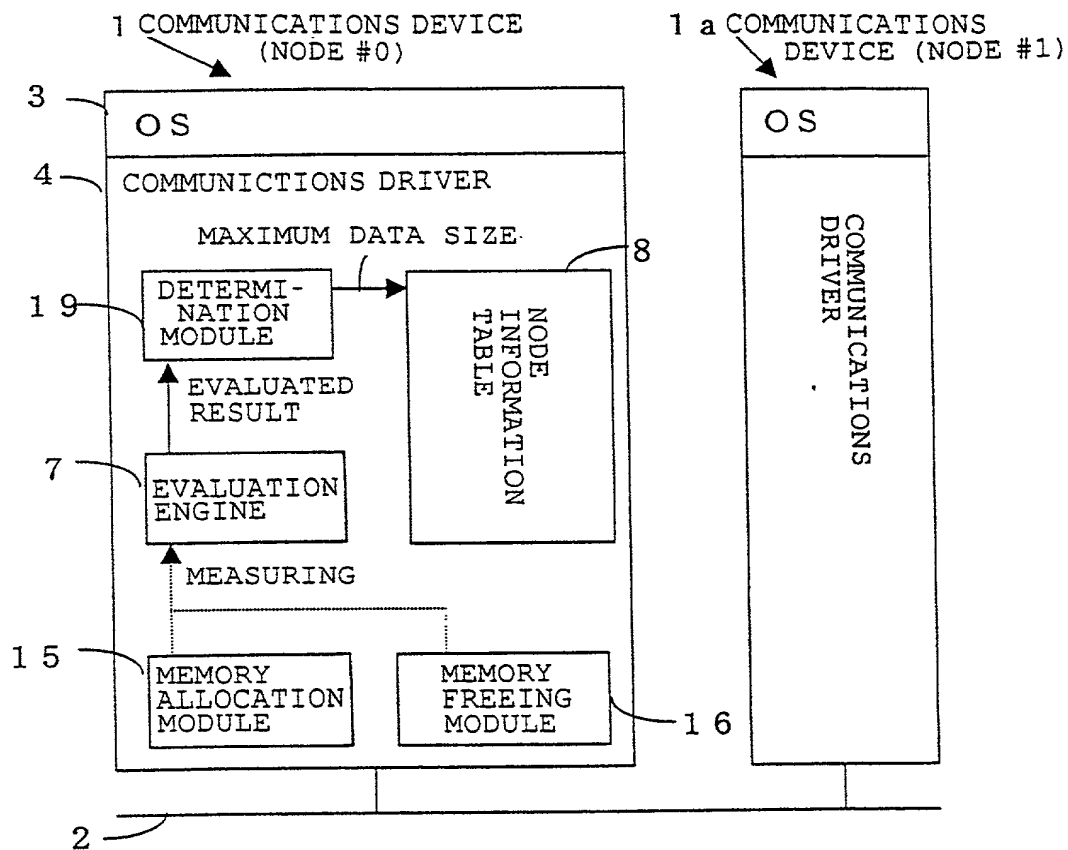 1 COMMUNICATIONS DEVICE
(NODE #0)
1a COMMUNICATIONS
DEVICE (NODE #1)
3
OS
OS
4
COMMUNICTIONS DRIVER
MAXIMUM DATA SIZE
8
19
DETERMI-
NATION
MODULE
NODE
INFORMATION
TABLE
COMMUNICATIONS
DRIVER
EVALUATED
RESULT
7
EVALUATION
ENGINE
MEASURING
15
MEMORY
ALLOCATION
MODULE
MEMORY
FREEING
MODULE
16
2